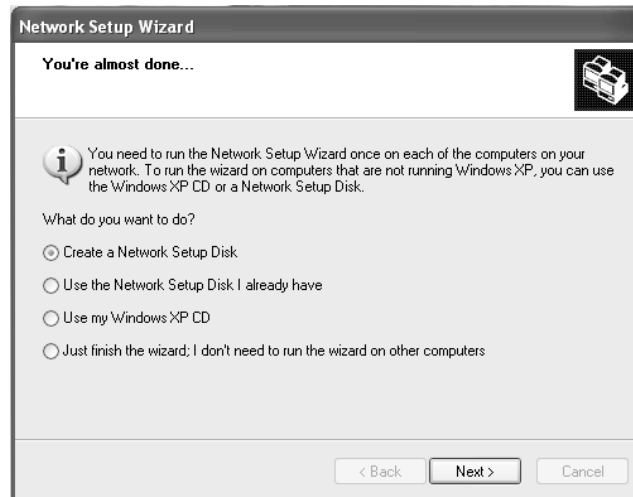 Network Setup Wizard
You're almost done...
You need to run the Network Setup Wizard once on each of the computers on your
network. To run the wizard on computers that are not running Windows XP, you can use
the Windows XP CD or a Network Setup Disk.
What do you want to do?
Create a Network Setup Disk
Use the Network Setup Disk I already have
Use my Windows XP CD
Just finish the wizard; I don't need to run the wizard on other computers
< Back Next > Cancel